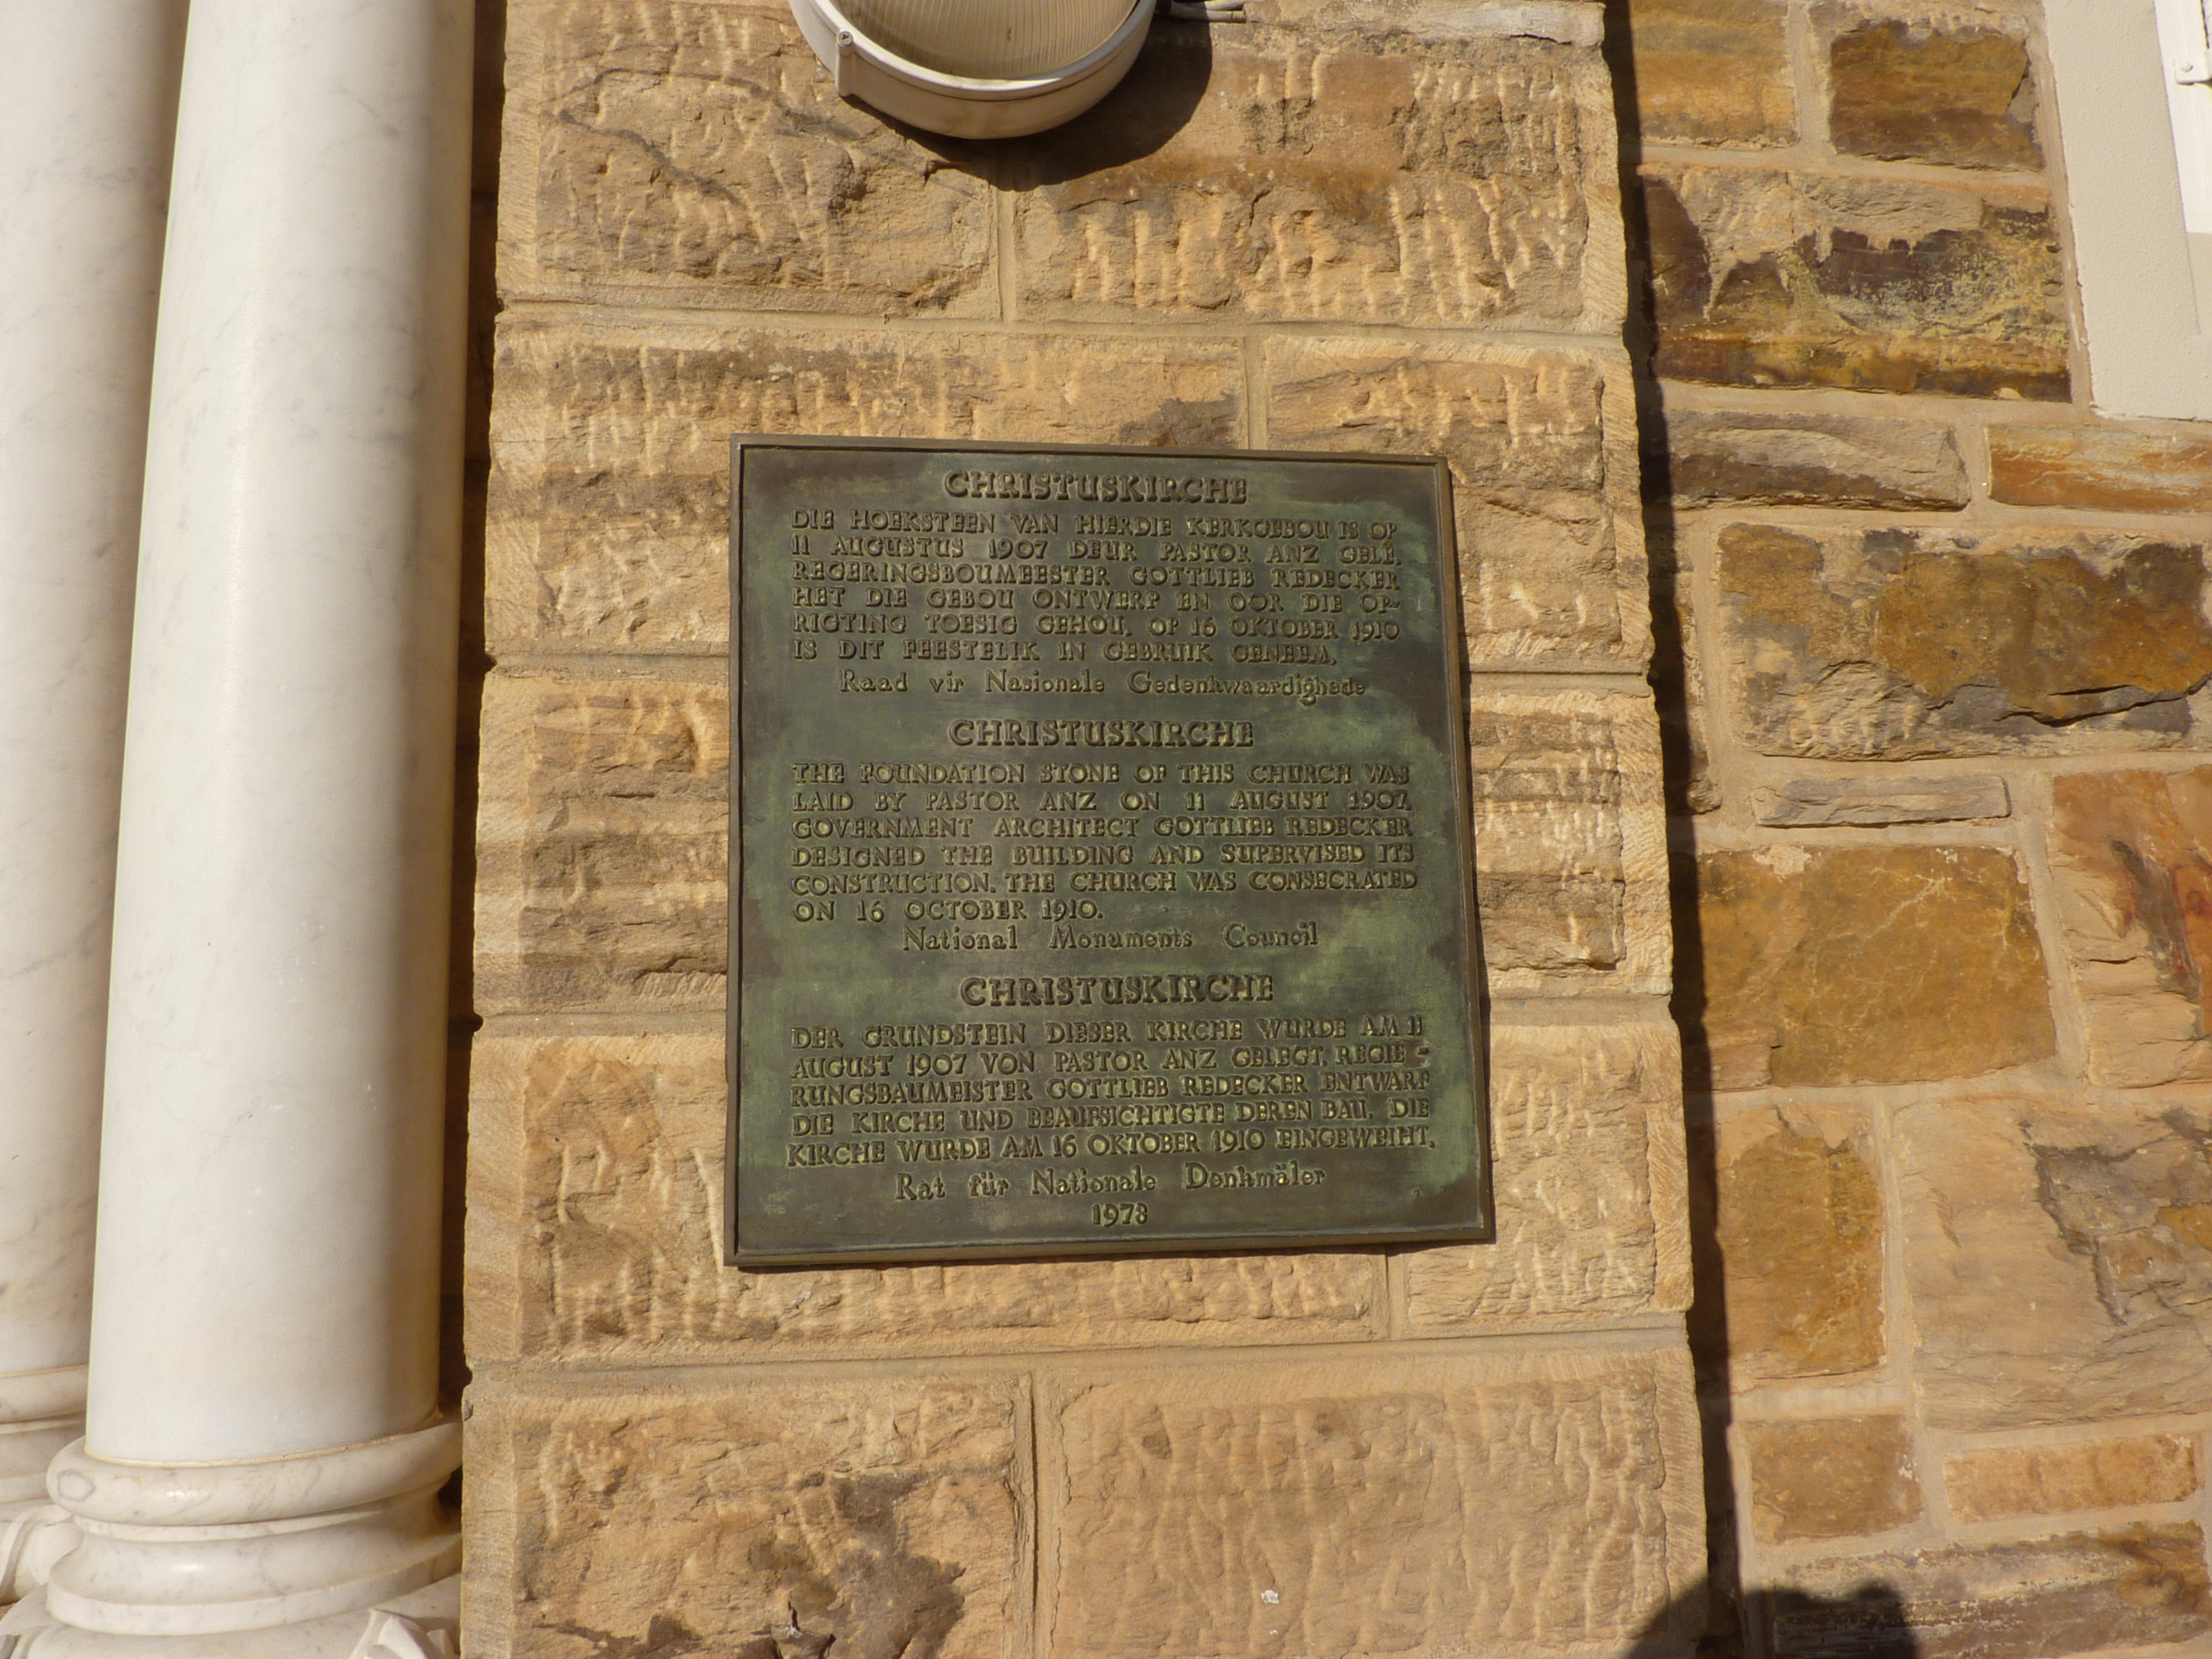 CHRISTUSKIRCHE
DIE HOEKSTEEN VAN HIERDIE KERKGEBOU IS OP
11 AUGUSTUS 1907 DEUR PASTOR ANZ GELÊ.
REGERINGSBOUMEESTER GOTTLIEB REDECKER
HET DIE GEBOU ONTWERP EN OOR DIE OP-
RIGTING TOESIG GEHOU. OP 16 OKTOBER 1910
IS DIT FEESTELIK IN GEBRUIK GENEEM.
Raad vir Nasionale Gedenkwaardighede
CHRISTUSKIRCHE
THE FOUNDATION STONE OF THIS CHURCH WAS
LAID BY PASTOR ANZ ON 11 AUGUST 1907.
GOVERNMENT ARCHITECT GOTTLIEB REDECKER
DESIGNED THE BUILDING AND SUPERVISED ITS
CONSTRUCTION. THE CHURCH WAS CONSECRATED
ON 16 OCTOBER 1910.
National Monuments Council
CHRISTUSKIRCHE
DER GRUNDSTEIN DIESER KIRCHE WURDE AM 11
AUGUST 1907 VON PASTOR ANZ GELEGT. REGIE-
RUNGSBAUMEISTER GOTTLIEB REDECKER ENTWARF
DIE KIRCHE UND BEAUFSICHTIGTE DEREN BAU. DIE
KIRCHE WURDE AM 16 OKTOBER 1910 EINGEWEIHT.
Rat für Nationale Denkmäler
1978